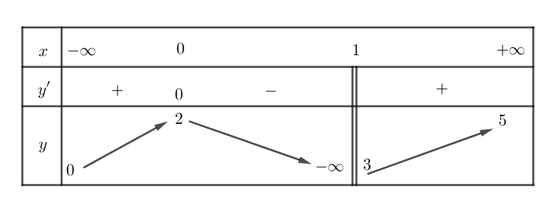 x −∞ 0 1 +∞
y′ + 0 − +
2 5
y
0 −∞ 3